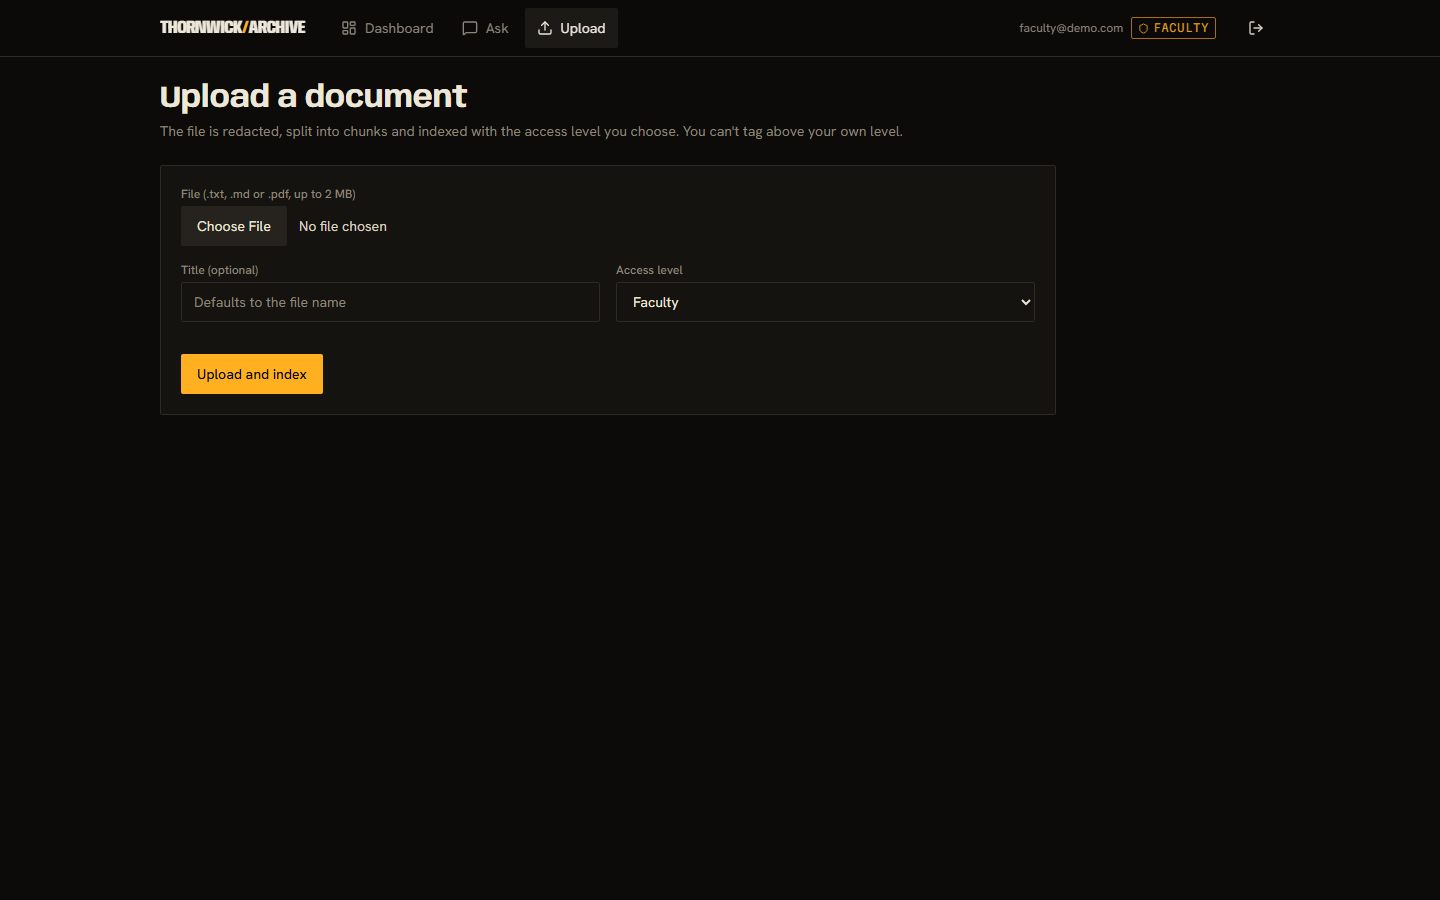 THORNWICK/ARCHIVE Dashboard Ask Upload faculty@demo.com FACULTY
Upload a document
The file is redacted, split into chunks and indexed with the access level you choose. You can't tag above your own level.
File (.txt, .md or .pdf, up to 2 MB)
Choose File No file chosen
Title (optional) Access level
Defaults to the file name Faculty
Upload and index